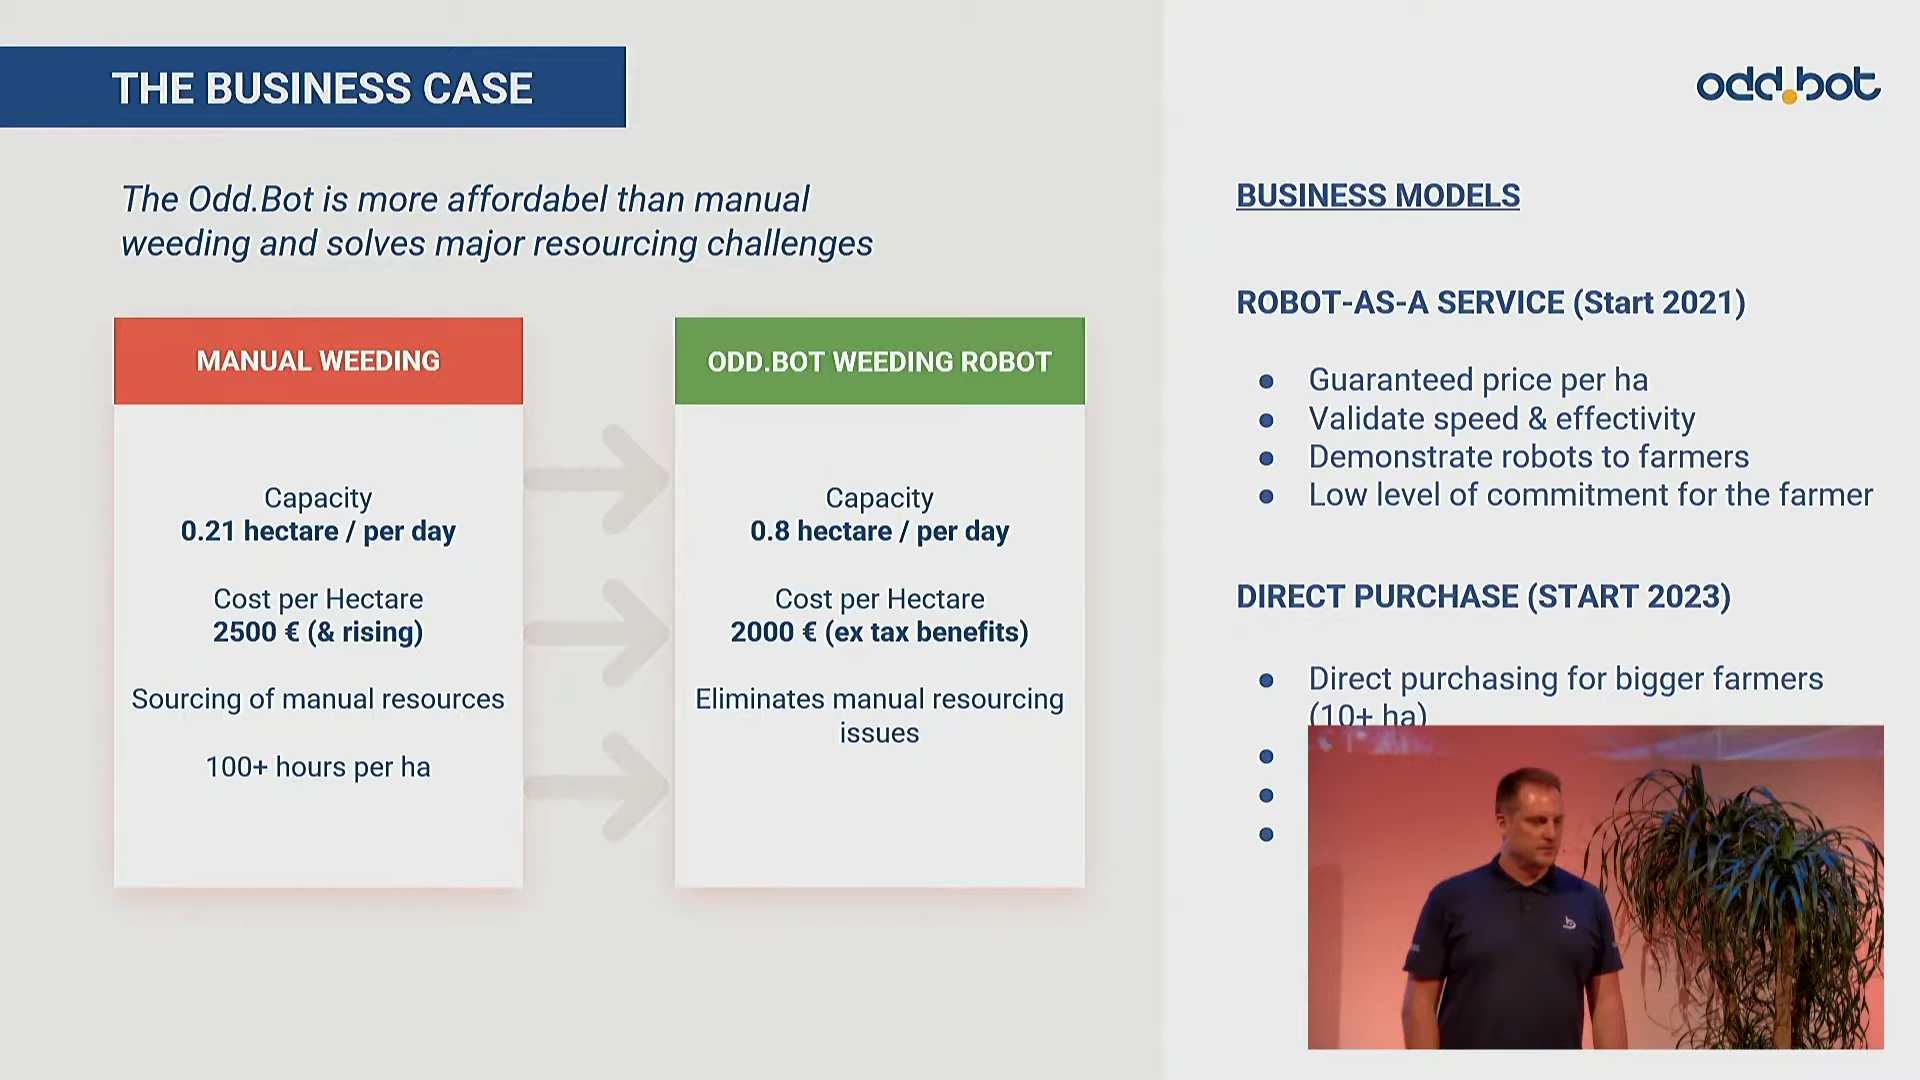 THE BUSINESS CASE
odd.bot
The Odd.Bot is more affordabel than manual
weeding and solves major resourcing challenges
MANUAL WEEDING
Capacity
0.21 hectare / per day
Cost per Hectare
2500 € (& rising)
Sourcing of manual resources
100+ hours per ha
ODD.BOT WEEDING ROBOT
Capacity
0.8 hectare / per day
Cost per Hectare
2000 € (ex tax benefits)
Eliminates manual resourcing
issues
BUSINESS MODELS
ROBOT-AS-A SERVICE (Start 2021)
● Guaranteed price per ha
● Validate speed & effectivity
● Demonstrate robots to farmers
● Low level of commitment for the farmer
DIRECT PURCHASE (START 2023)
● Direct purchasing for bigger farmers
(10+ ha)